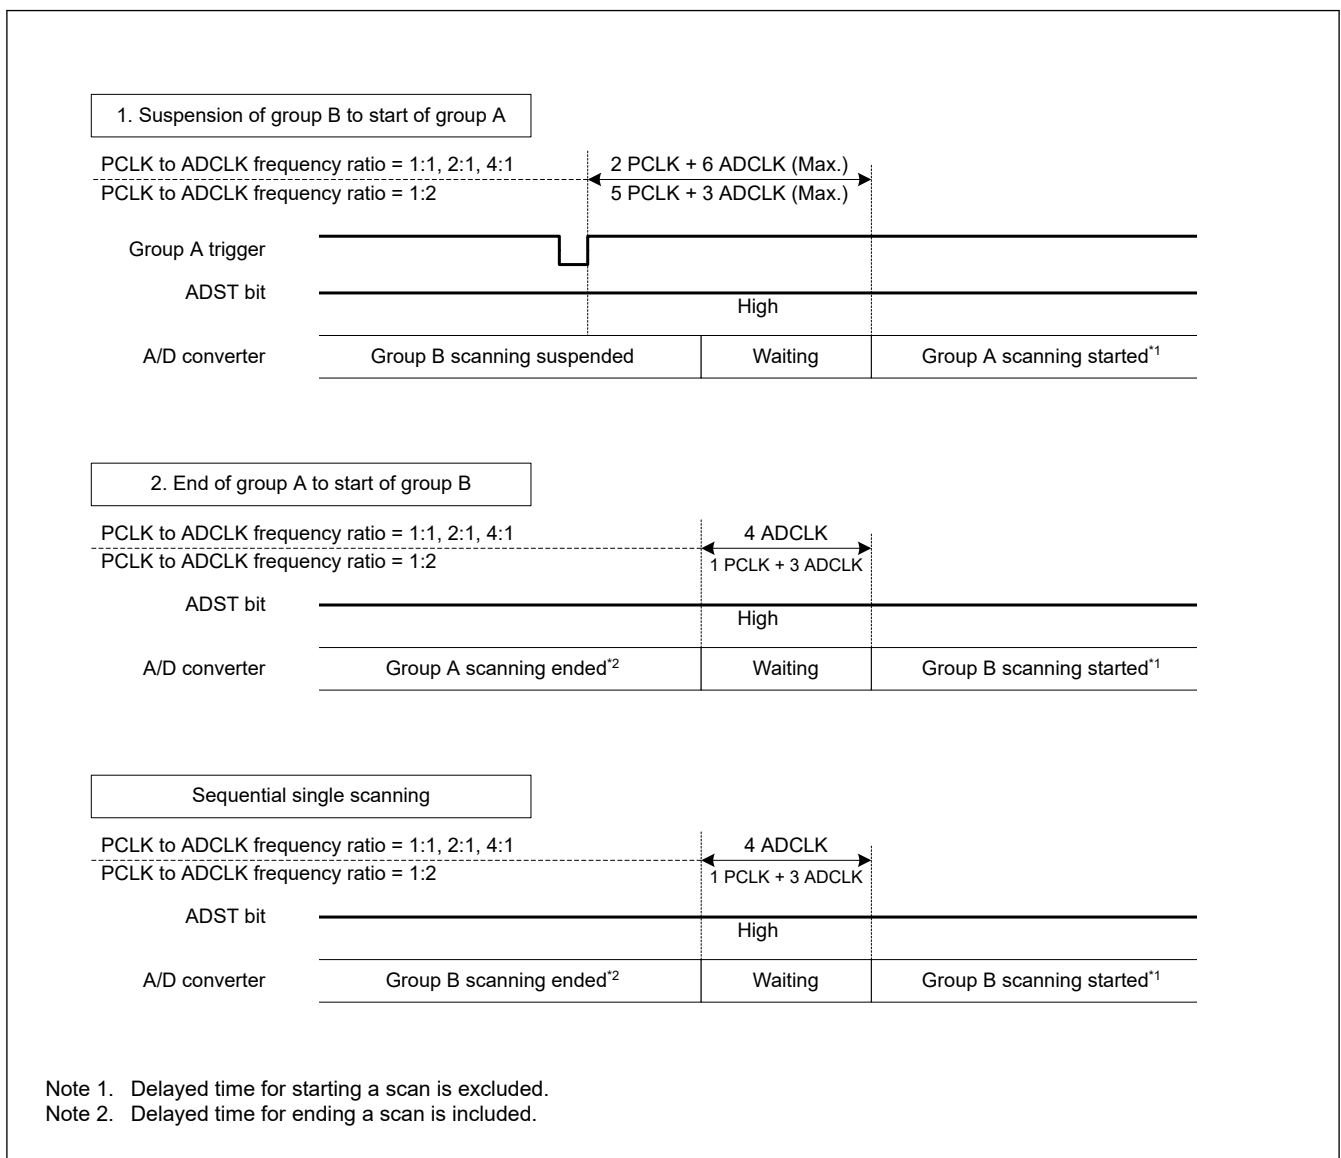 1. Suspension of group B to start of group A
PCLK to ADCLK frequency ratio = 1:1, 2:1, 4:1
2 PCLK + 6 ADCLK (Max.)
PCLK to ADCLK frequency ratio = 1:2
5 PCLK + 3 ADCLK (Max.)
Group A trigger
ADST bit
High
A/D converter
Group B scanning suspended
Waiting
Group A scanning started*1
2. End of group A to start of group B
PCLK to ADCLK frequency ratio = 1:1, 2:1, 4:1
4 ADCLK
PCLK to ADCLK frequency ratio = 1:2
1 PCLK + 3 ADCLK
ADST bit
High
A/D converter
Group A scanning ended*2
Waiting
Group B scanning started*1
Sequential single scanning
PCLK to ADCLK frequency ratio = 1:1, 2:1, 4:1
4 ADCLK
PCLK to ADCLK frequency ratio = 1:2
1 PCLK + 3 ADCLK
ADST bit
High
A/D converter
Group B scanning ended*2
Waiting
Group B scanning started*1
Note 1. Delayed time for starting a scan is excluded.
Note 2. Delayed time for ending a scan is included.